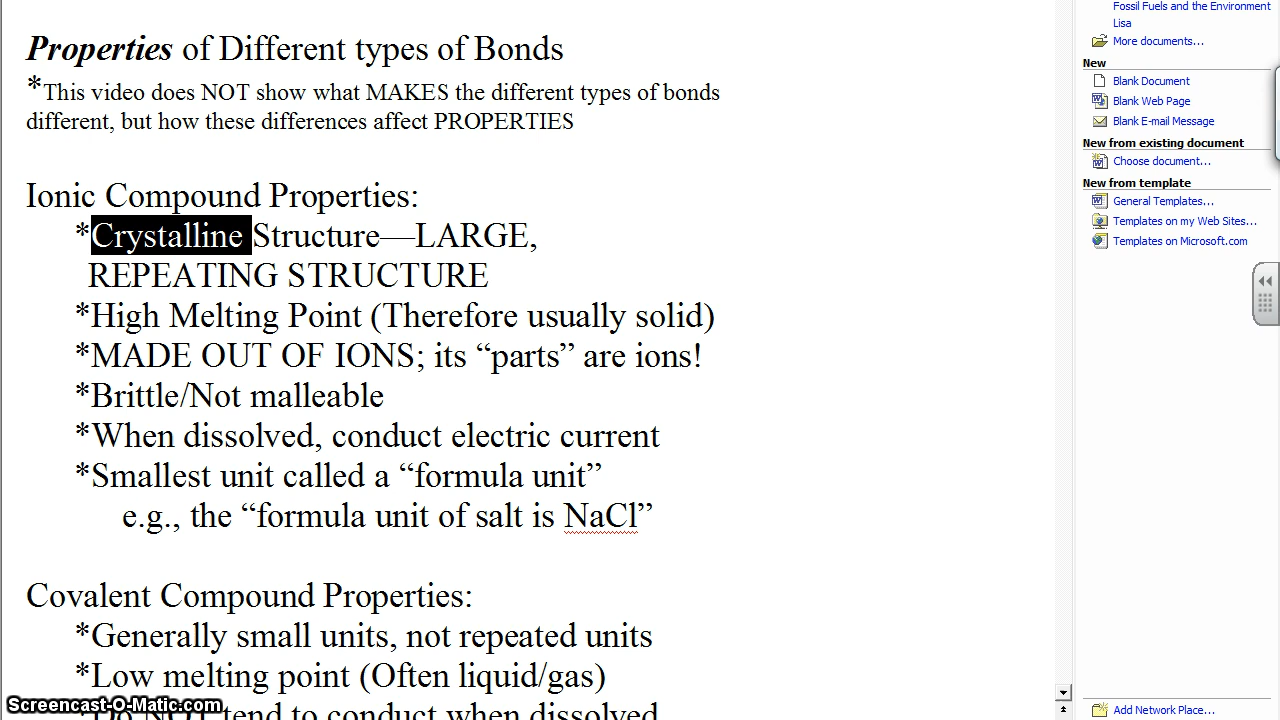 Properties of Different types of Bonds
*This video does NOT show what MAKES the different types of bonds
different, but how these differences affect PROPERTIES
Ionic Compound Properties:
*Crystalline Structure—LARGE,
REPEATING STRUCTURE
*High Melting Point (Therefore usually solid)
*MADE OUT OF IONS; its “parts” are ions!
*Brittle/Not malleable
*When dissolved, conduct electric current
*Smallest unit called a “formula unit”
e.g., the “formula unit of salt is NaCl”
Covalent Compound Properties:
*Generally small units, not repeated units
*Low melting point (Often liquid/gas)
*Do NOT tend to conduct when dissolved
Screencast-O-Matic.com
Fossil Fuels and the Environment
Lisa
More documents...
New
Blank Document
Blank Web Page
Blank E-mail Message
New from existing document
Choose document...
New from template
General Templates...
Templates on my Web Sites...
Templates on Microsoft.com
Add Network Place...